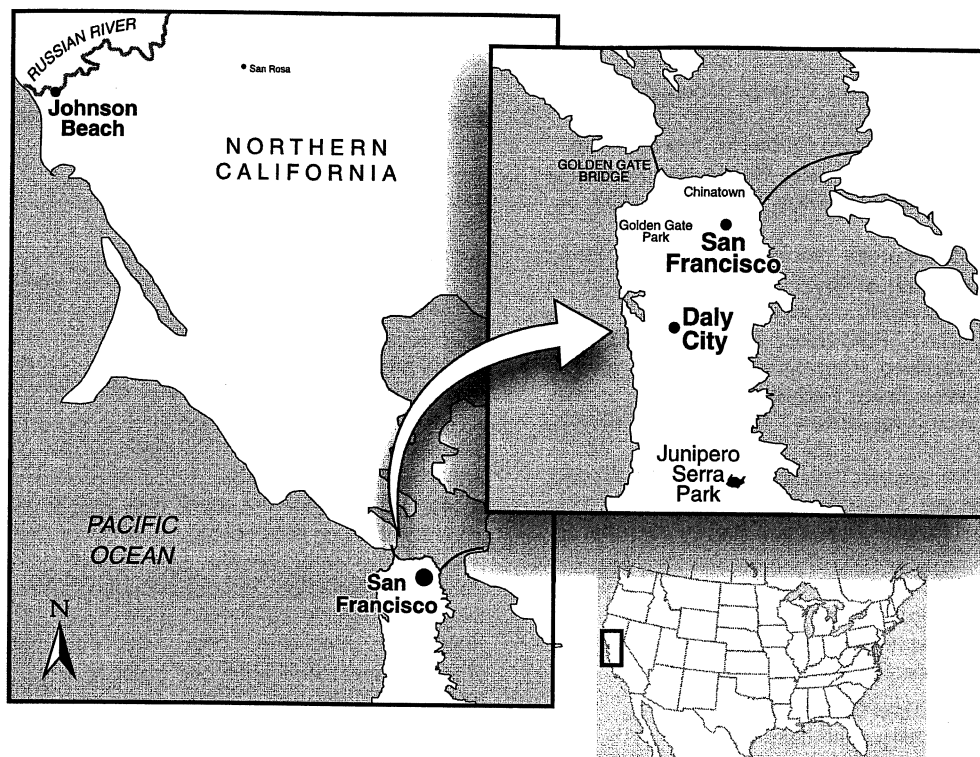 RUSSIAN RIVER
San Rosa
Johnson
Beach
NORTHERN
CALIFORNIA
PACIFIC
OCEAN
N
San
Francisco
GOLDEN GATE
BRIDGE
Chinatown
Golden Gate
Park
San
Francisco
Daly
City
Junipero
Serra
Park